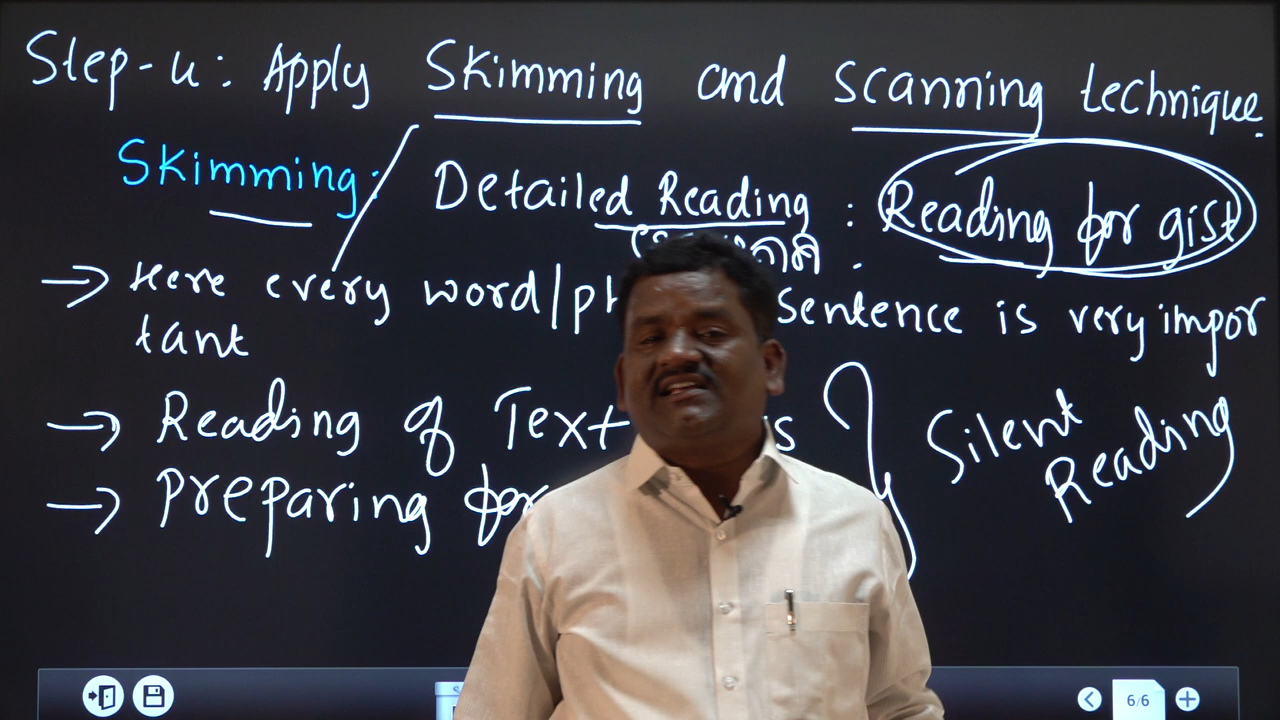 Step-4: Apply Skimming and scanning technique.
Skimming: Detailed Reading : Reading for gist
→ Here every word/ sentence is very impor
tant
→ Reading of Text
→ Preparing for
Silent
Reading
6/6